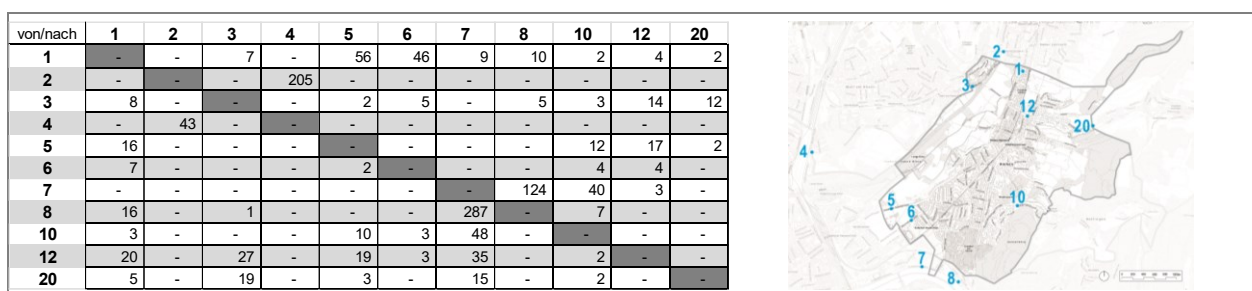 von/nach 1 2 3 4 5 6 7 8 10 12 20
1 - - 7 - 56 46 9 10 2 4 2
2 - - - 205 - - - - - - -
3 8 - - - 2 5 - 5 3 14 12
4 - 43 - - - - - - - - -
5 16 - - - - - - - 12 17 2
6 7 - - - 2 - - - 4 4 -
7 - - - - - - - 124 40 3 -
8 16 - 1 - - - 287 - 7 - -
10 3 - - - 10 3 48 - - - -
12 20 - 27 - 19 3 35 - 2 - -
20 5 - 19 - 3 - 15 - 2 - -
2
1
3
12
20
4
10
5
6
7
8